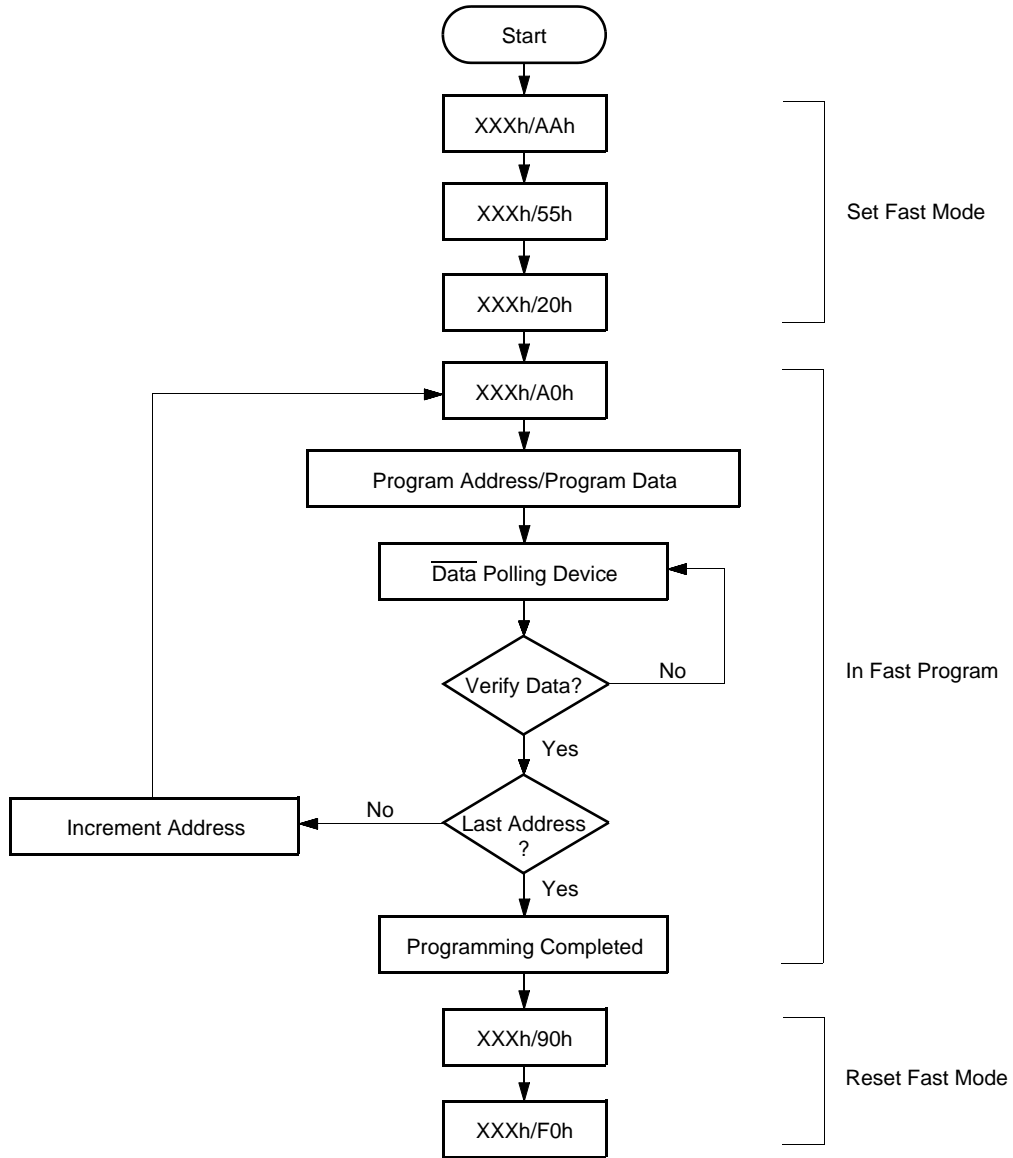 Start
XXXh/AAh
XXXh/55h
Set Fast Mode
XXXh/20h
XXXh/A0h
Program Address/Program Data
Data Polling Device
Verify Data?
No
In Fast Program
Yes
Increment Address
No
Last Address
?
Yes
Programming Completed
XXXh/90h
Reset Fast Mode
XXXh/F0h